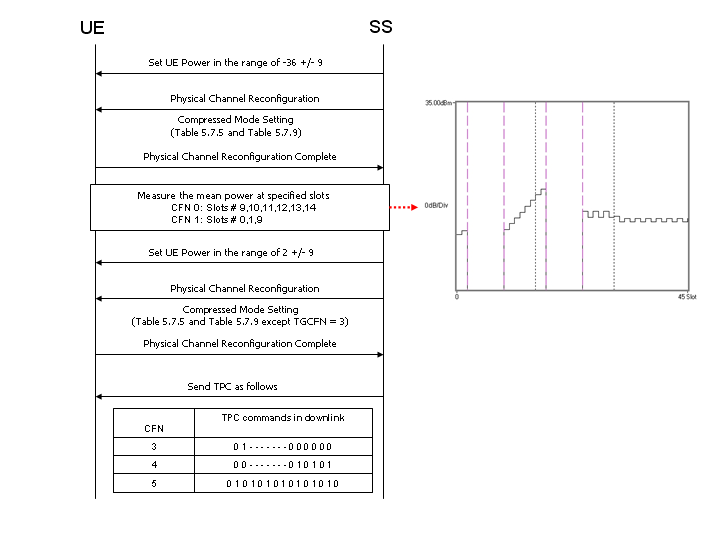 UE
SS
Set UE Power in the range of -36 +/- 9
Physical Channel Reconfiguration
Compressed Mode Setting
(Table 5.7.5 and Table 5.7.9)
Physical Channel Reconfiguration Complete
Measure the mean power at specified slots
CFN 0: Slots # 9,10,11,12,13,14
CFN 1: Slots # 0,1,9
Set UE Power in the range of 2 +/- 9
Physical Channel Reconfiguration
Compressed Mode Setting
(Table 5.7.5 and Table 5.7.9 except TGCFN = 3)
Physical Channel Reconfiguration Complete
Send TPC as follows
CFN TPC commands in downlink
3 0 1 - - - - - - - 0 0 0 0 0 0
4 0 0 - - - - - - - 0 1 0 1 0 1
5 0 1 0 1 0 1 0 1 0 1 0 1 0 1 0
35.00dBm
0dB/Div
0 45 Slot